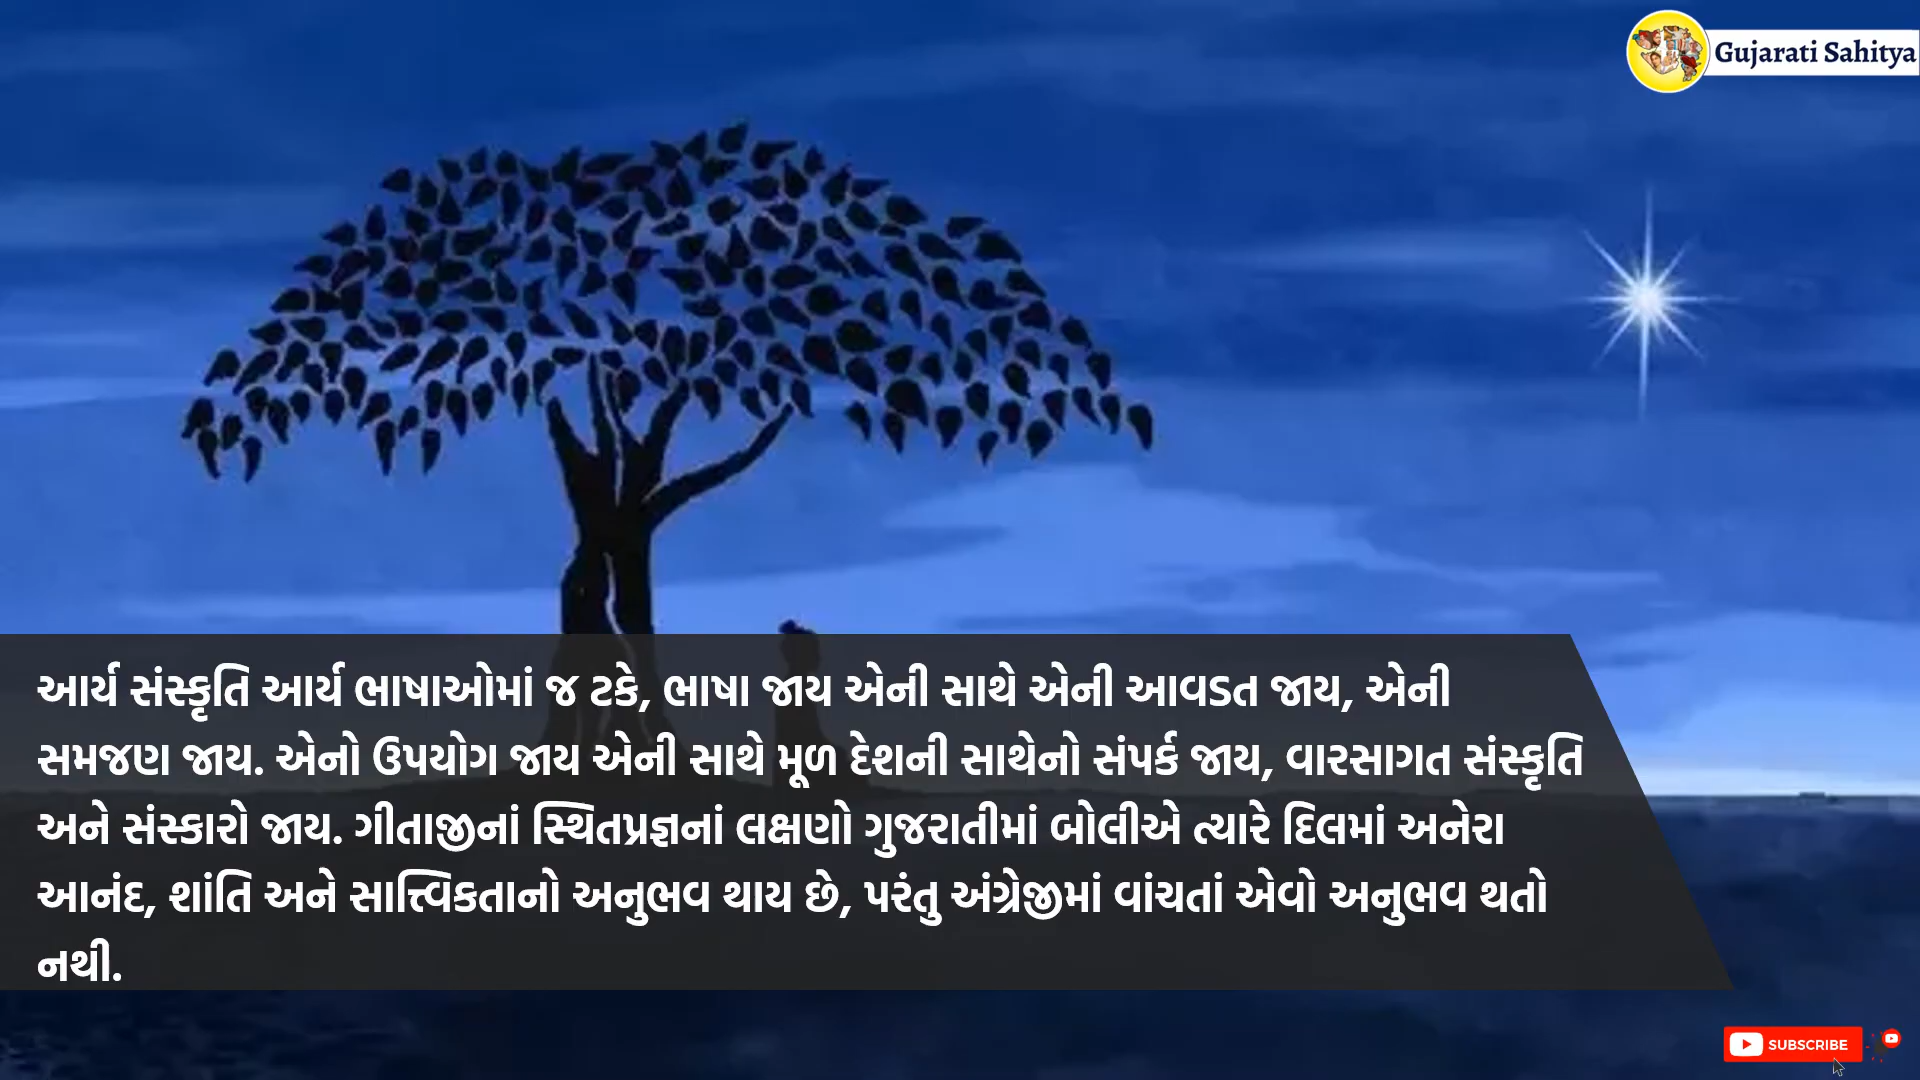 Gujarati Sahitya
આર્ય સંસ્કૃતિ આર્ય ભાષાઓમાં જ ટકે, ભાષા જાય એની સાથે એની આવડત જાય, એની
સમજણ જાય. એનો ઉપયોગ જાય એની સાથે મૂળ દેશની સાથેનો સંપર્ક જાય, વારસાગત સંસ્કૃતિ
અને સંસ્કારો જાય. ગીતાજીનાં સ્થિતપ્રજ્ઞનાં લક્ષણો ગુજરાતીમાં બોલીએ ત્યારે દિલમાં અનેરા
આનંદ, શાંતિ અને સાત્ત્વિકતાનો અનુભવ થાય છે, પરંતુ અંગ્રેજીમાં વાંચતાં એવો અનુભવ થતો
નથી.
SUBSCRIBE